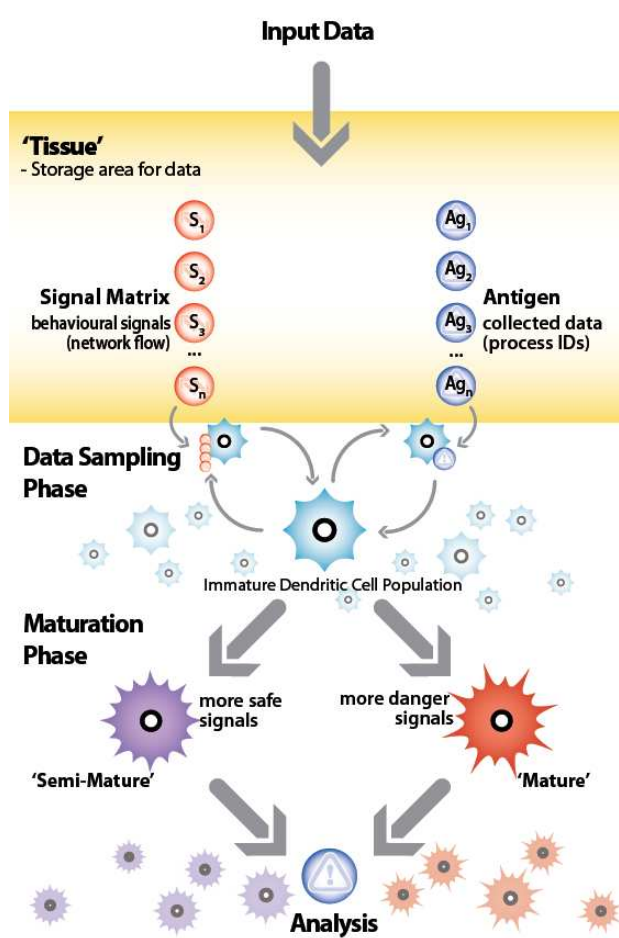 Input Data
'Tissue'
- Storage area for data
S1
S2
S3
...
Sn
Signal Matrix
behavioural signals
(network flow)
Ag1
Ag2
Ag3
...
Agn
Antigen
collected data
(process IDs)
Data Sampling
Phase
Immature Dendritic Cell Population
Maturation
Phase
more safe
signals
more danger
signals
'Semi-Mature'
'Mature'
Analysis